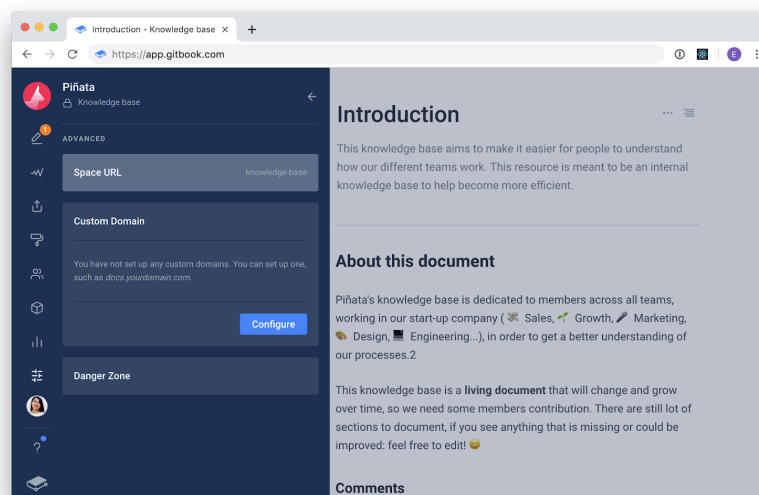 Introduction - Knowledge base
https://app.gitbook.com
E
Piñata
Knowledge base
1
ADVANCED
Space URL
knowledge-base
Custom Domain
You have not set up any custom domains. You can set up one,
such as docs.yourdomain.com.
Configure
Danger Zone
?
Introduction
This knowledge base aims to make it easier for people to understand
how our different teams work. This resource is meant to be an internal
knowledge base to help become more efficient.
About this document
Piñata's knowledge base is dedicated to members across all teams,
working in our start-up company ( 💸 Sales, 🌱 Growth, 🎤 Marketing,
🎨 Design, 💻 Engineering...), in order to get a better understanding of
our processes.2
This knowledge base is a living document that will change and grow
over time, so we need some members contribution. There are still lot of
sections to document, if you see anything that is missing or could be
improved: feel free to edit! 😄
Comments